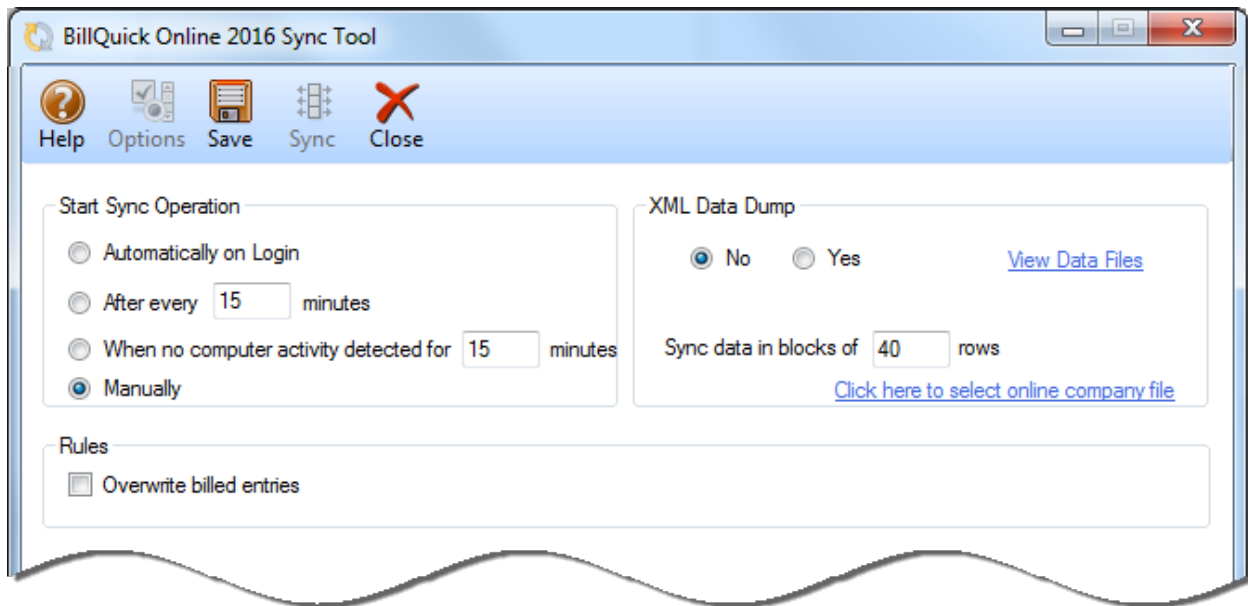 BillQuick Online 2016 Sync Tool
Help Options Save Sync Close
Start Sync Operation
Automatically on Login
After every 15 minutes
When no computer activity detected for 15 minutes
Manually
XML Data Dump
No Yes View Data Files
Sync data in blocks of 40 rows
Click here to select online company file
Rules
Overwrite billed entries